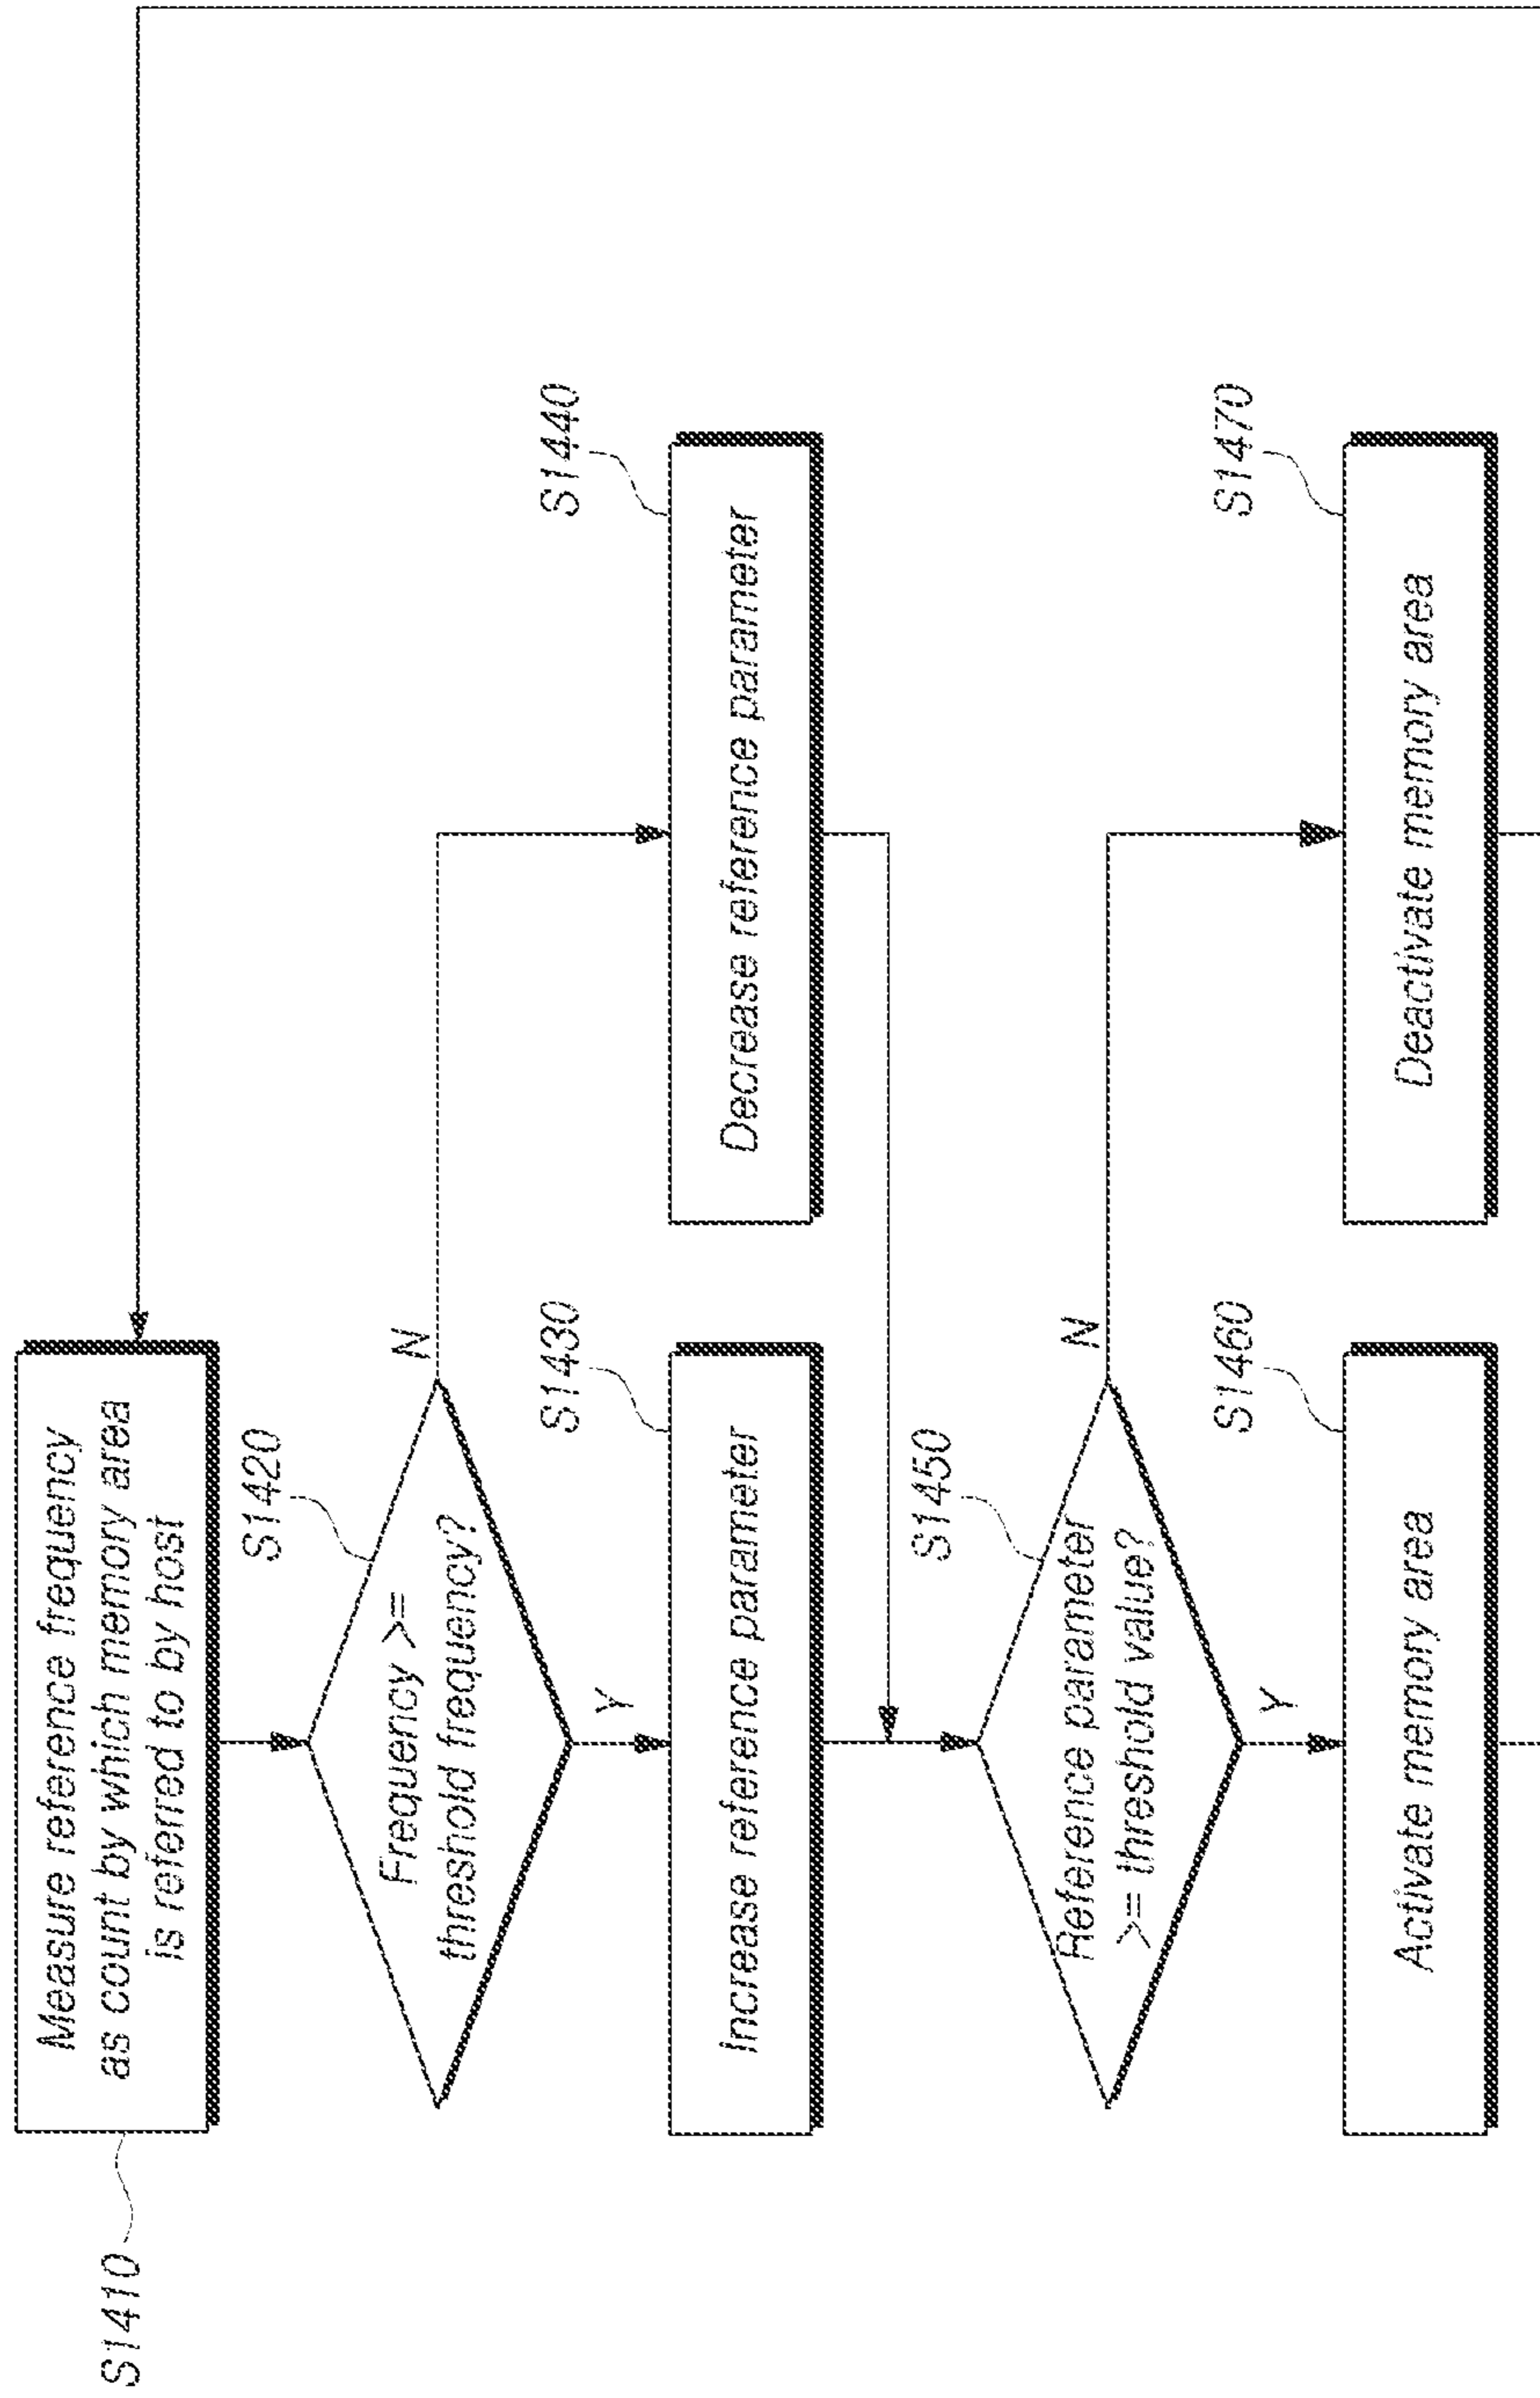 S1410
Measure reference frequency
as count by which memory area
is referred to by host
S1420
Frequency >=
threshold frequency?
N
Y
S1430
Increase reference parameter
S1440
Decrease reference parameter
S1450
Reference parameter
>= threshold value?
N
Y
S1460
Activate memory area
S1470
Deactivate memory area